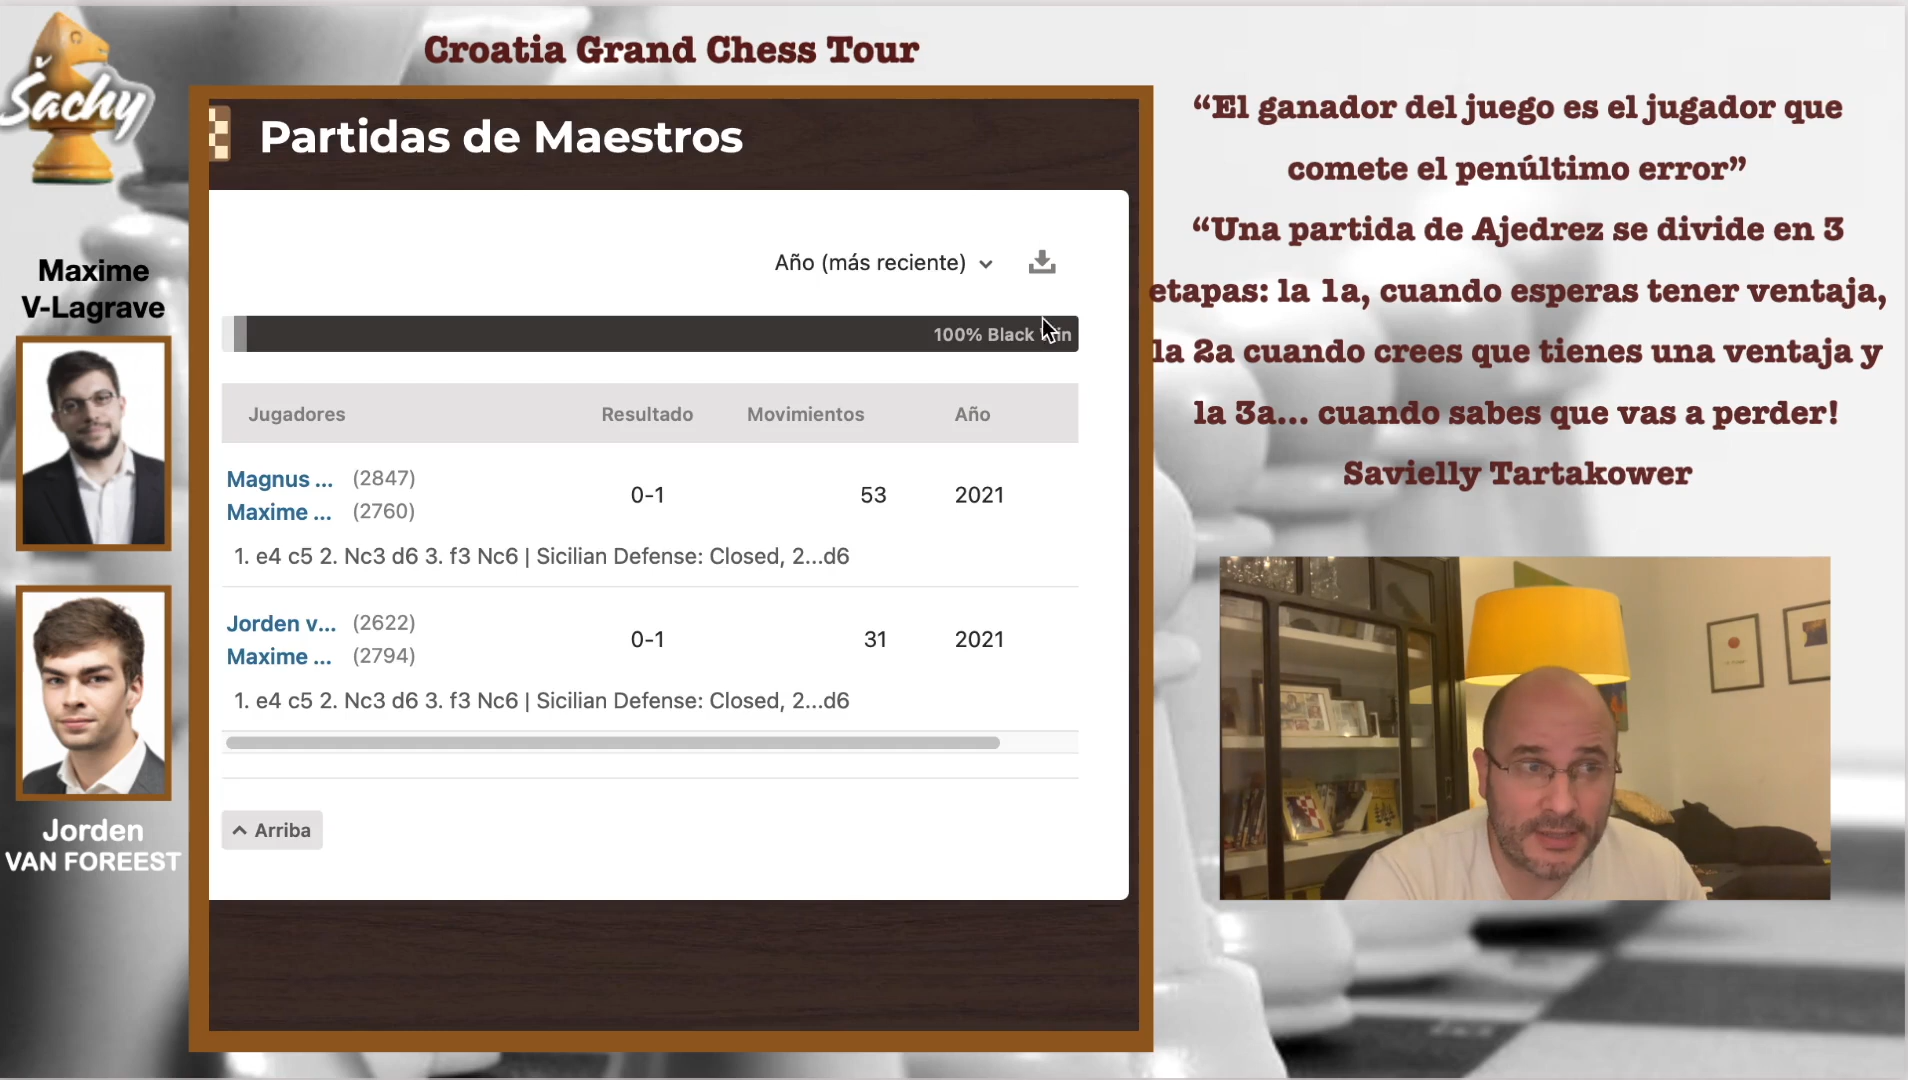 Croatia Grand Chess Tour
Šachy
Maxime
V-Lagrave
Jorden
VAN FOREEST
Partidas de Maestros
Año (más reciente)
100% Black
Jugadores Resultado Movimientos Año
Magnus ... (2847)
Maxime ... (2760)
0-1 53 2021
1. e4 c5 2. Nc3 d6 3. f3 Nc6 | Sicilian Defense: Closed, 2...d6
Jorden v... (2622)
Maxime ... (2794)
0-1 31 2021
1. e4 c5 2. Nc3 d6 3. f3 Nc6 | Sicilian Defense: Closed, 2...d6
Arriba
“El ganador del juego es el jugador que
comete el penúltimo error”
“Una partida de Ajedrez se divide en 3
etapas: la 1a, cuando esperas tener ventaja,
la 2a cuando crees que tienes una ventaja y
la 3a... cuando sabes que vas a perder!
Savielly Tartakower